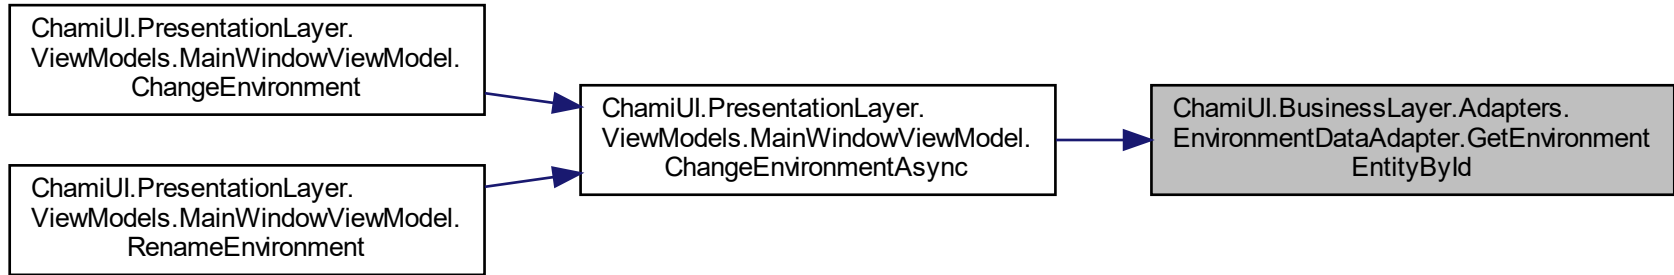 ChamiUI.PresentationLayer.
ViewModels.MainWindowViewModel.
ChangeEnvironment
ChamiUI.PresentationLayer.
ViewModels.MainWindowViewModel.
RenameEnvironment
ChamiUI.PresentationLayer.
ViewModels.MainWindowViewModel.
ChangeEnvironmentAsync
ChamiUI.BusinessLayer.Adapters.
EnvironmentDataAdapter.GetEnvironment
EntityById